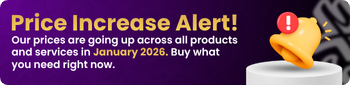 Price Increase Alert!
Our prices are going up across all products
and services in January 2026. Buy what
you need right now.